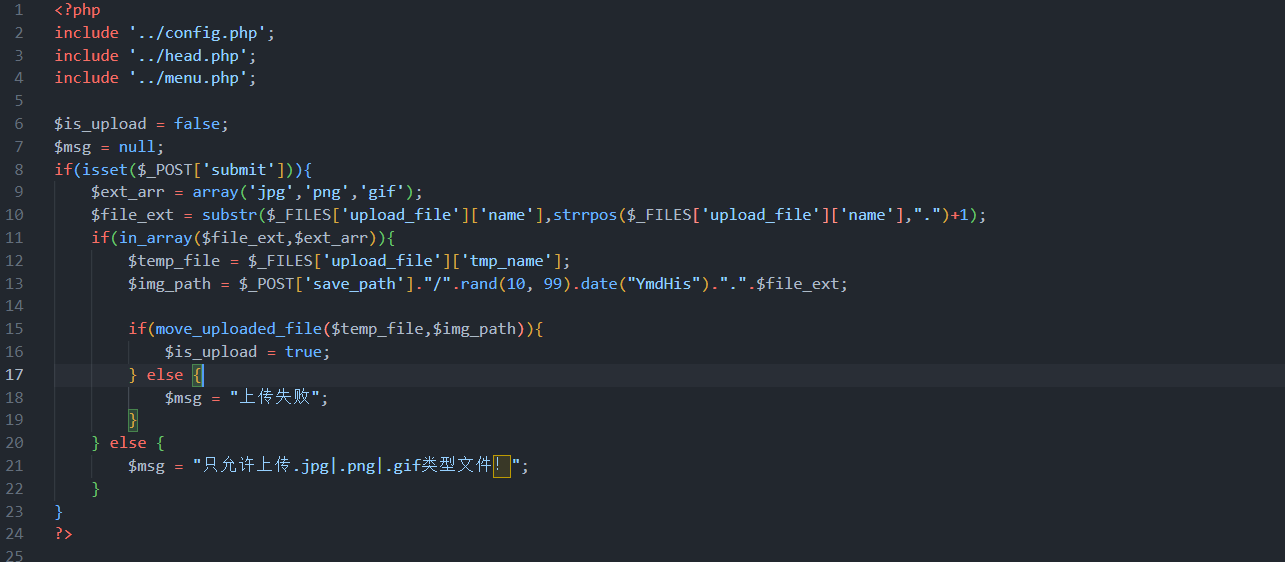 1 <?php
2 include '../config.php';
3 include '../head.php';
4 include '../menu.php';
5
6 $is_upload = false;
7 $msg = null;
8 if(isset($_POST['submit'])){
9     $ext_arr = array('jpg','png','gif');
10     $file_ext = substr($_FILES['upload_file']['name'],strrpos($_FILES['upload_file']['name'],".")+1);
11     if(in_array($file_ext,$ext_arr)){
12         $temp_file = $_FILES['upload_file']['tmp_name'];
13         $img_path = $_POST['save_path']."/".rand(10, 99).date("YmdHis").".".$file_ext;
14
15         if(move_uploaded_file($temp_file,$img_path)){
16             $is_upload = true;
17         } else {
18             $msg = "上传失败";
19         }
20     } else {
21         $msg = "只允许上传.jpg|.png|.gif类型文件！";
22     }
23 }
24 ?>
25